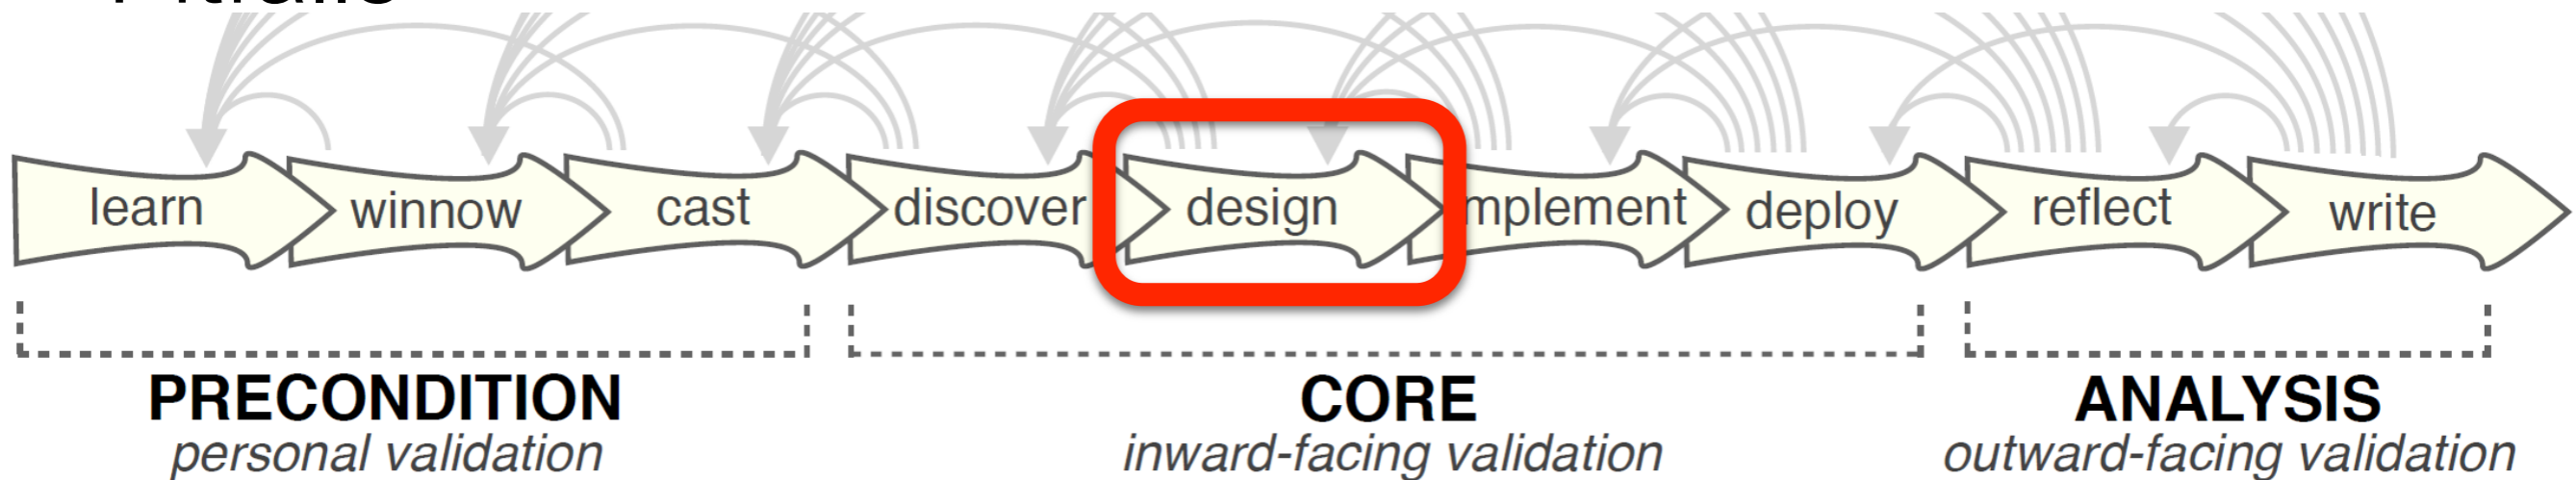 learn winnow cast discover design mplement deploy reflect write
PRECONDITION CORE ANALYSIS
personal validation inward-facing validation outward-facing validation